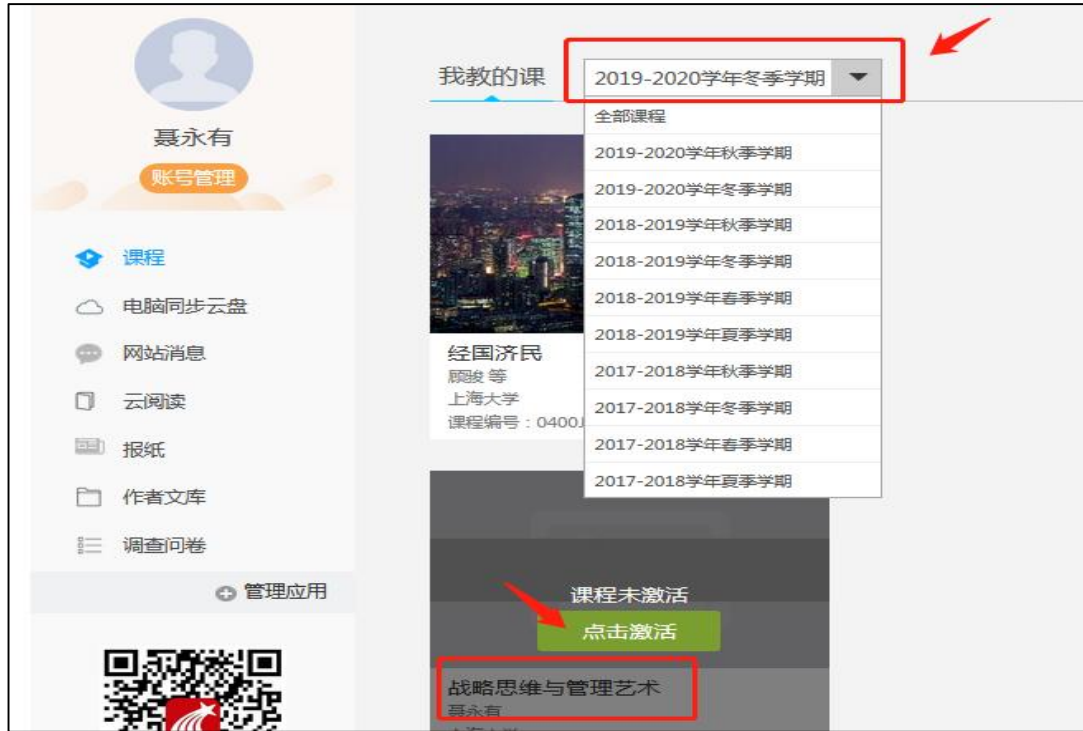 聂永有
账号管理
课程
电脑同步云盘
网站消息
云阅读
报纸
作者文库
调查问卷
管理应用
我教的课
2019-2020学年冬季学期
全部课程
2019-2020学年秋季学期
2019-2020学年冬季学期
2018-2019学年秋季学期
2018-2019学年冬季学期
2018-2019学年春季学期
2018-2019学年夏季学期
2017-2018学年秋季学期
2017-2018学年冬季学期
2017-2018学年春季学期
2017-2018学年夏季学期
经国济民
顾骏 等
上海大学
课程编号：0400J
课程未激活
点击激活
战略思维与管理艺术
聂永有